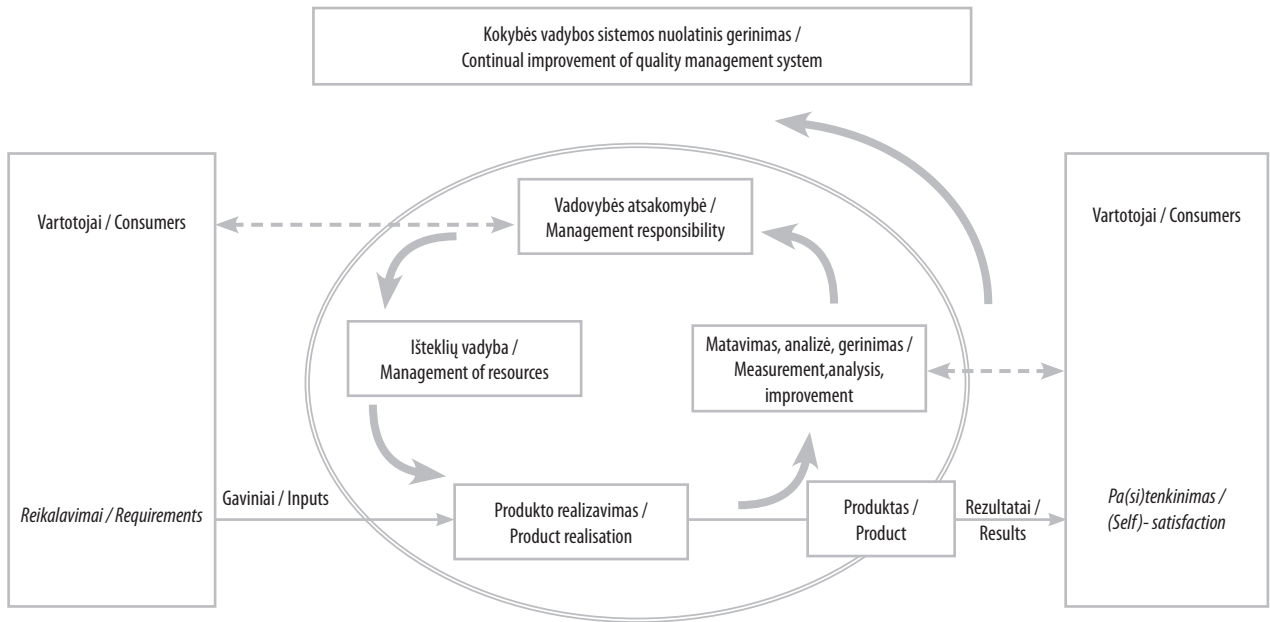 Kokybės vadybos sistemos nuolatinis gerinimas /
Continual improvement of quality management system
Vartotojai / Consumers
Reikalavimai / Requirements
Vadovybės atsakomybė /
Management responsibility
Išteklių vadyba /
Management of resources
Matavimas, analizė, gerinimas /
Measurement,analysis,
improvement
Gaviniai / Inputs
Produkto realizavimas /
Product realisation
Produktas /
Product
Rezultatai /
Results
Vartotojai / Consumers
Pa(si)tenkinimas /
(Self)- satisfaction